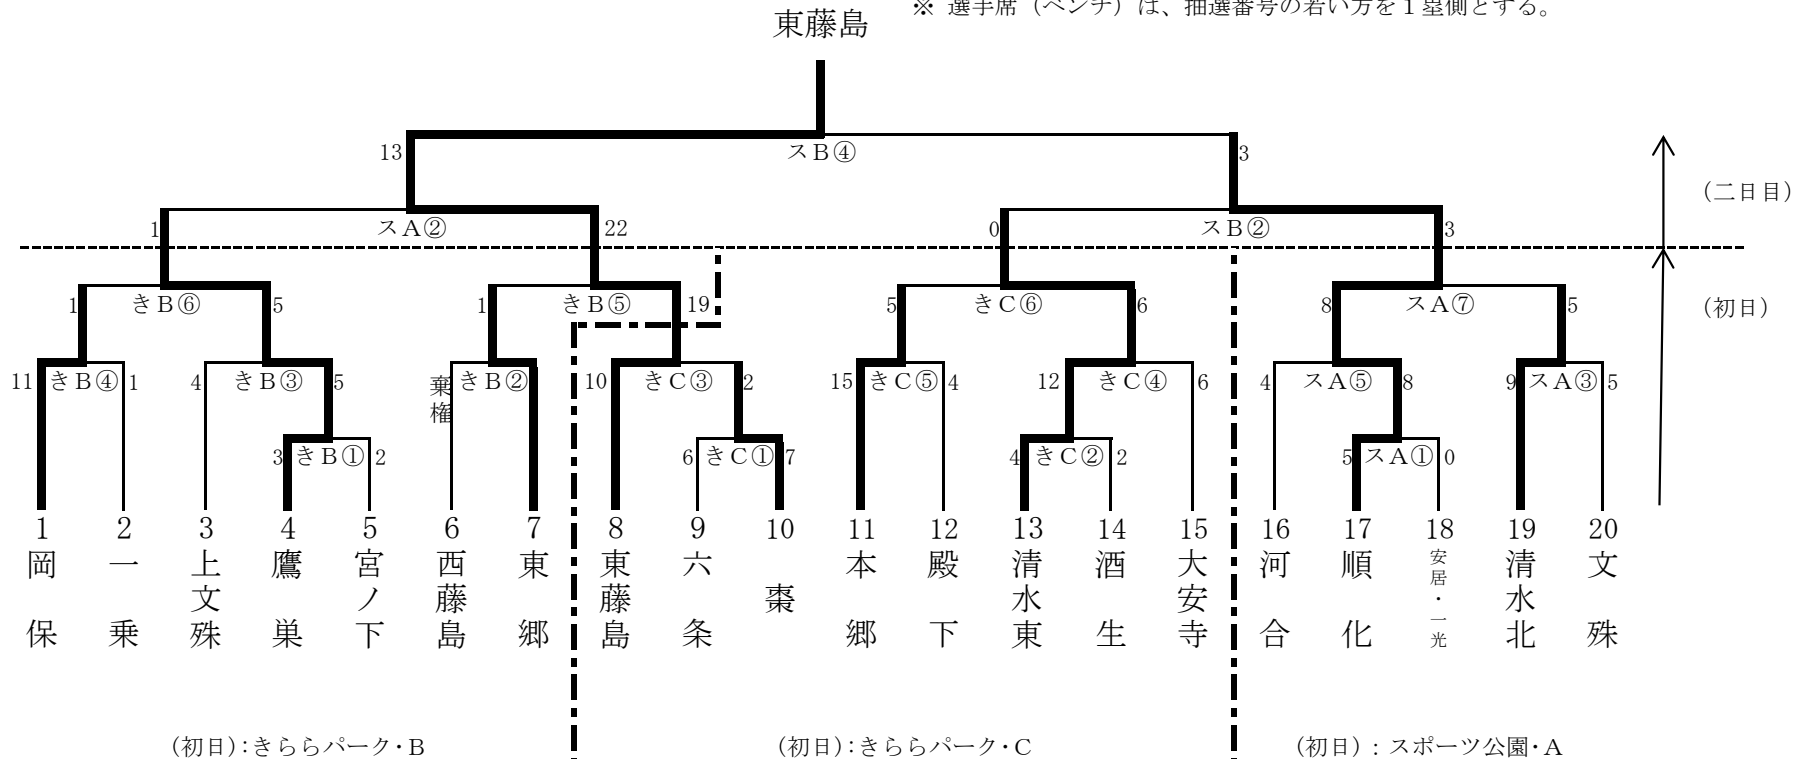 ※ 選手席（ベンチ）は、抽選番号の若い方を１塁側とする。
東藤島
13 スＢ④ 3
（二日目）
1 スＡ② 22 0 スＢ② 3
1 きＢ⑥ 5 1 きＢ⑤ 19 5 きＣ⑥ 6 8 スＡ⑦ 5
（初日）
11 きＢ④ 1 4 きＢ③ 5 棄権 きＢ② 10 きＣ③ 2 15 きＣ⑤ 4 12 きＣ④ 6 4 スＡ⑤ 8 9 スＡ③ 5
3 きＢ① 2 6 きＣ① 7 4 きＣ② 2 5 スＡ① 0
1 2 3 4 5 6 7 8 9 10 11 12 13 14 15 16 17 18 19 20
岡保
一乗
上文殊
鷹巣
宮ノ下
西藤島
東郷
東藤島
六条
棗
本郷
殿下
清水東
酒生
大安寺
河合
順化
安居・一光
清水北
文殊
（初日）：きららパーク・Ｂ （初日）：きららパーク・Ｃ （初日）：スポーツ公園・Ａ